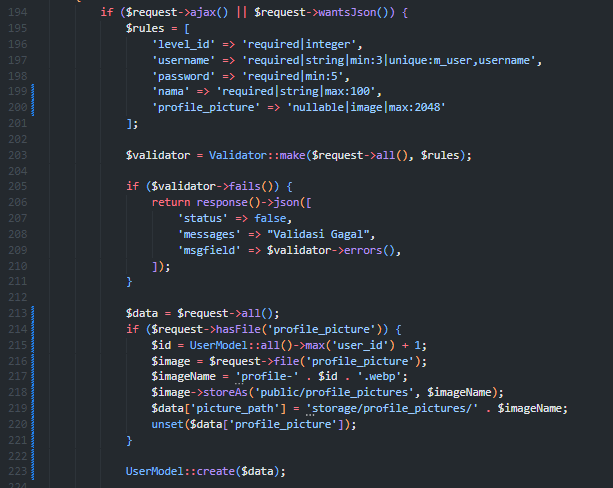 194 if ($request->ajax() || $request->wantsJson()) {
195 $rules = [
196 'level_id' => 'required|integer',
197 'username' => 'required|string|min:3|unique:m_user,username',
198 'password' => 'required|min:5',
199 'nama' => 'required|string|max:100',
200 'profile_picture' => 'nullable|image|max:2048'
201 ];
202
203 $validator = Validator::make($request->all(), $rules);
204
205 if ($validator->fails()) {
206 return response()->json([
207 'status' => false,
208 'messages' => "Validasi Gagal",
209 'msgfield' => $validator->errors(),
210 ]);
211 }
212
213 $data = $request->all();
214 if ($request->hasFile('profile_picture')) {
215 $id = UserModel::all()->max('user_id') + 1;
216 $image = $request->file('profile_picture');
217 $imageName = 'profile-' . $id . '.webp';
218 $image->storeAs('public/profile_pictures', $imageName);
219 $data['picture_path'] = 'storage/profile_pictures/' . $imageName;
220 unset($data['profile_picture']);
221 }
222
223 UserModel::create($data);